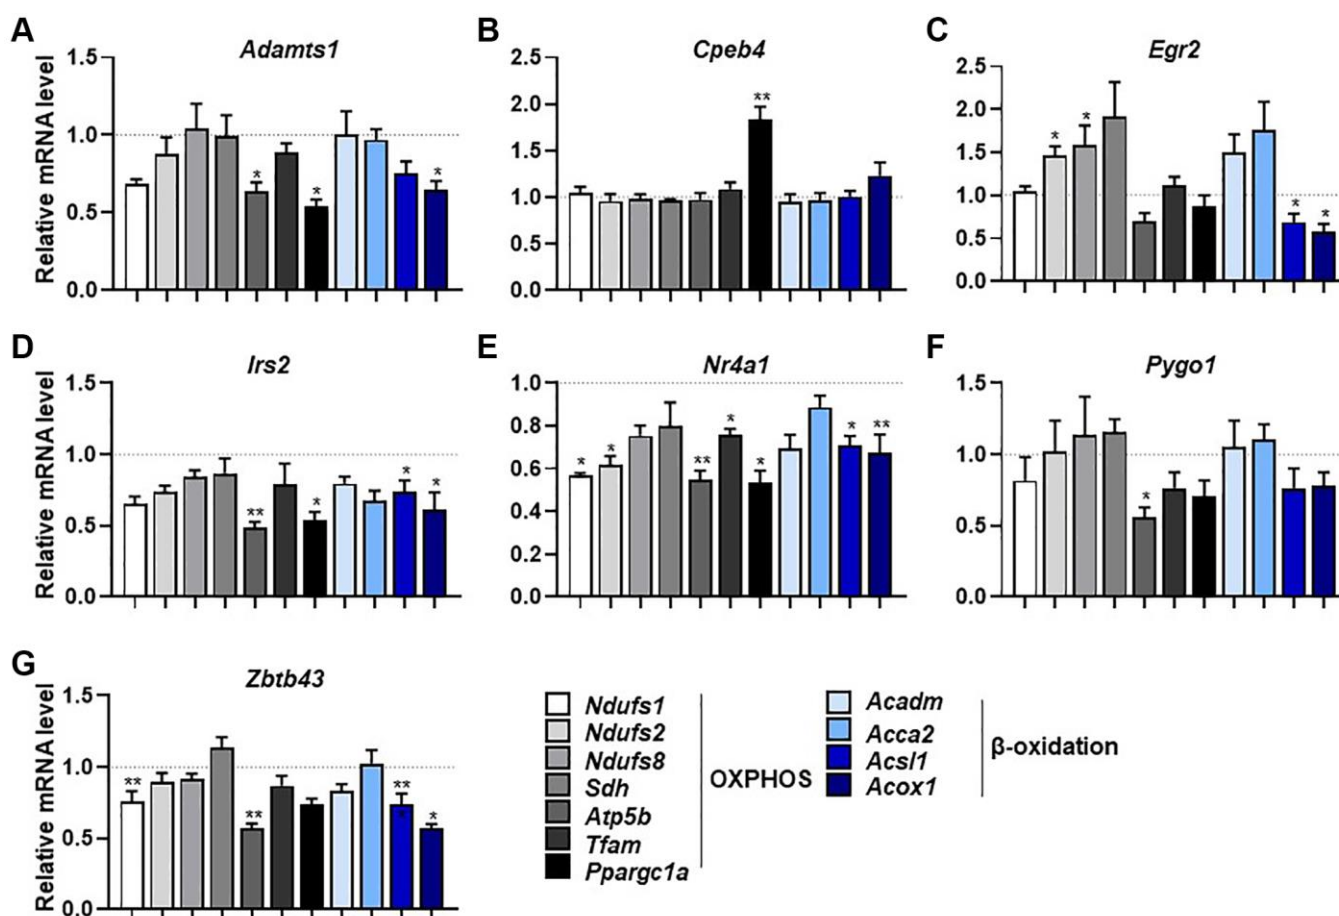 A
Adamts1
Relative mRNA level
1.5
1.0
0.5
0.0
* * *
B
Cpeb4
2.5
2.0
1.5
1.0
0.5
0.0
**
C
Egr2
2.5
2.0
1.5
1.0
0.5
0.0
* * * *
D
Irs2
Relative mRNA level
1.5
1.0
0.5
0.0
** * * *
E
Nr4a1
1.0
0.8
0.6
0.4
0.2
0.0
* * ** * * * **
F
Pygo1
1.5
1.0
0.5
0.0
*
G
Zbtb43
Relative mRNA level
1.5
1.0
0.5
0.0
** ** ** *
Ndufs1
Ndufs2
Ndufs8
Sdh
Atp5b
Tfam
Ppargc1a
OXPHOS
Acadm
Acca2
Acsl1
Acox1
β-oxidation